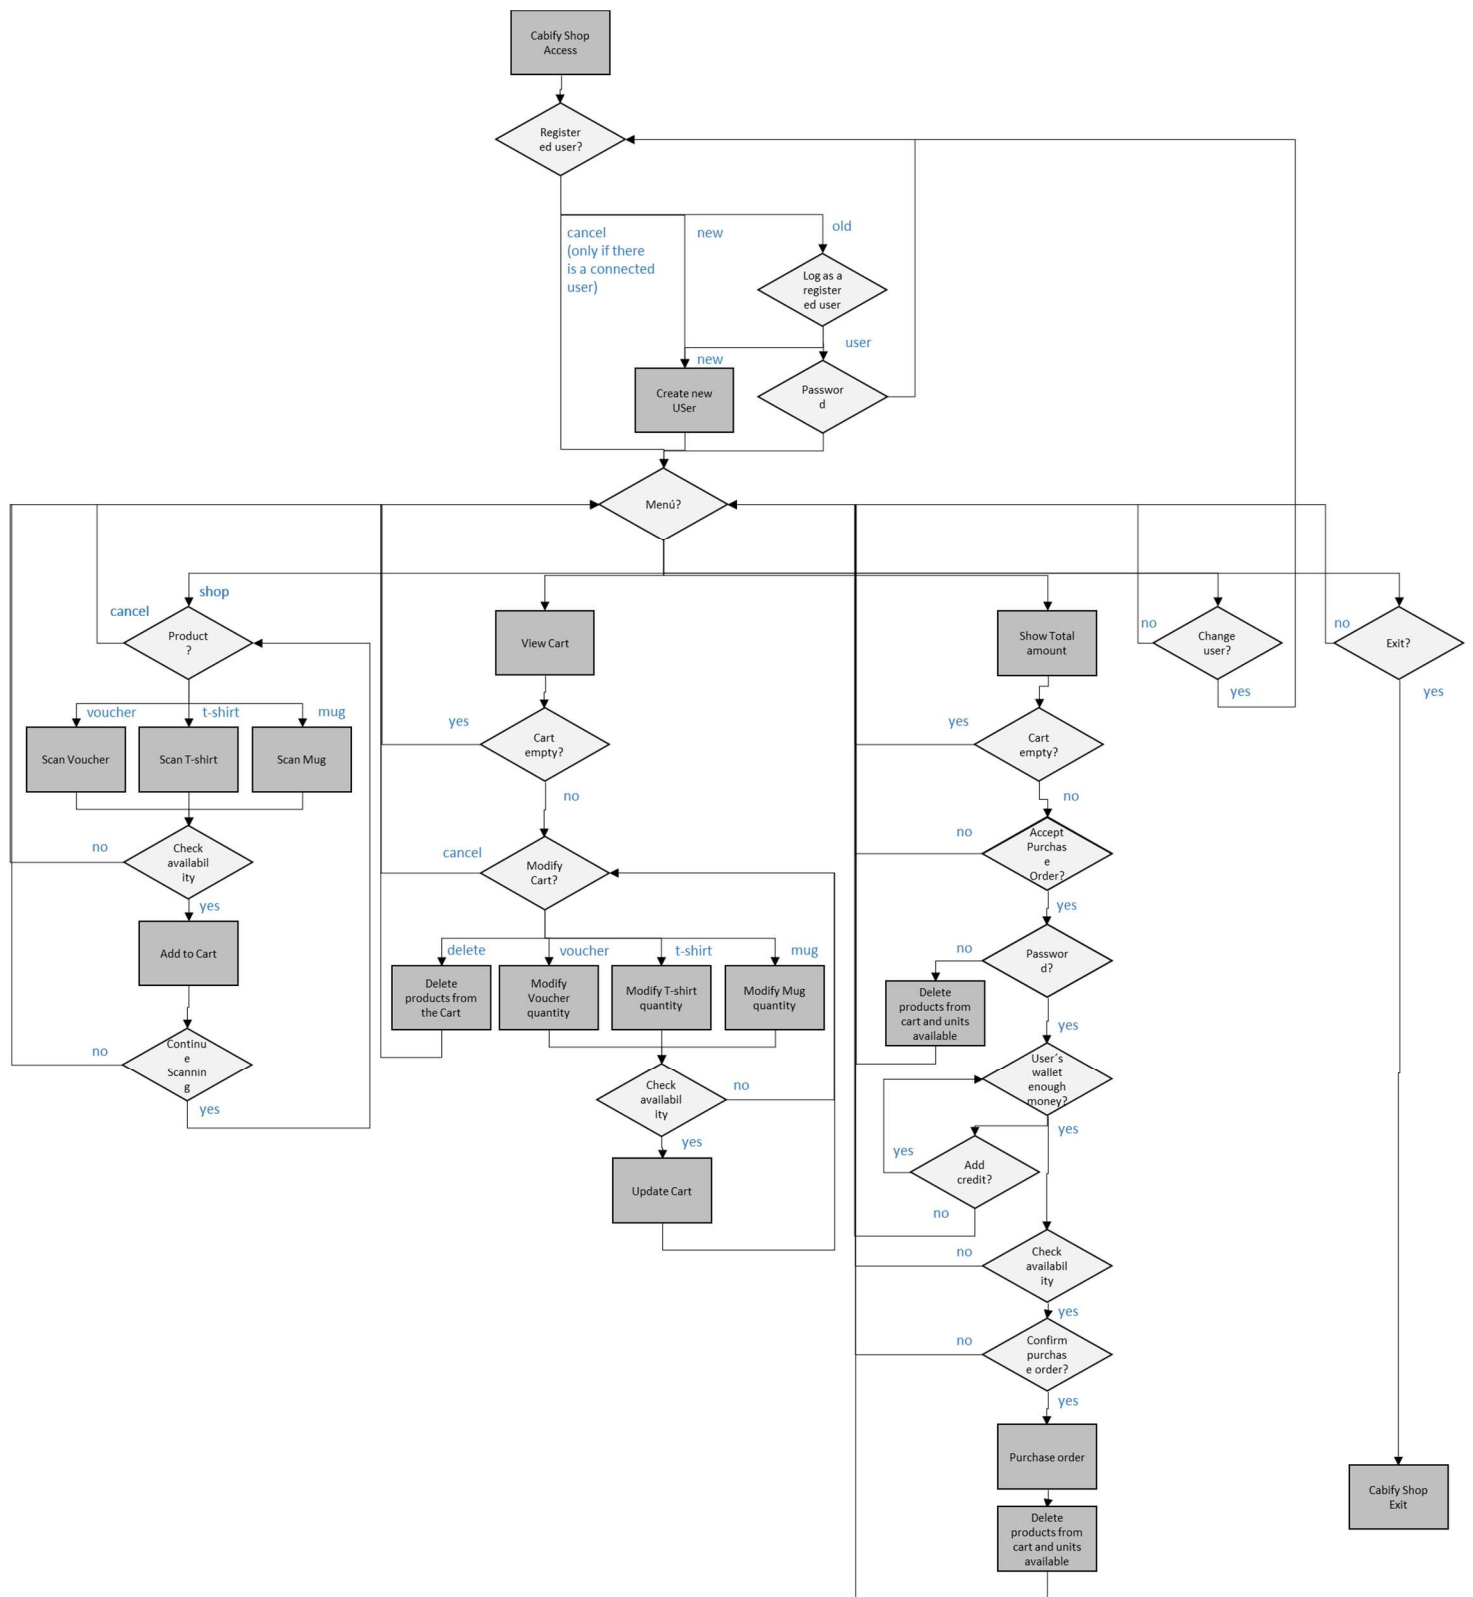 Cabify Shop
Access
Register
ed user?
cancel
(only if there
is a connected
user)
new
old
Log as a
register
ed user
user
new
Create new
USer
Passwor
d
Menú?
shop
cancel
Product
?
View Cart
Show Total
amount
no
Change
user?
yes
no
Exit?
yes
voucher
t-shirt
mug
Scan Voucher
Scan T-shirt
Scan Mug
yes
Cart
empty?
no
yes
Cart
empty?
no
no
Check
availabil
ity
yes
cancel
Modify
Cart?
no
Accept
Purchas
e
Order?
yes
Add to Cart
delete
voucher
t-shirt
mug
Delete
products from
the Cart
Modify
Voucher
quantity
Modify T-shirt
quantity
Modify Mug
quantity
no
Passwor
d?
yes
Delete
products from
cart and units
available
no
Continu
e
Scannin
g
yes
Check
availabil
ity
no
yes
Update Cart
User´s
wallet
enough
money?
yes
yes
Add
credit?
no
no
Check
availabil
ity
yes
no
Confirm
purchas
e order?
yes
Purchase order
Delete
products from
cart and units
available
Cabify Shop
Exit